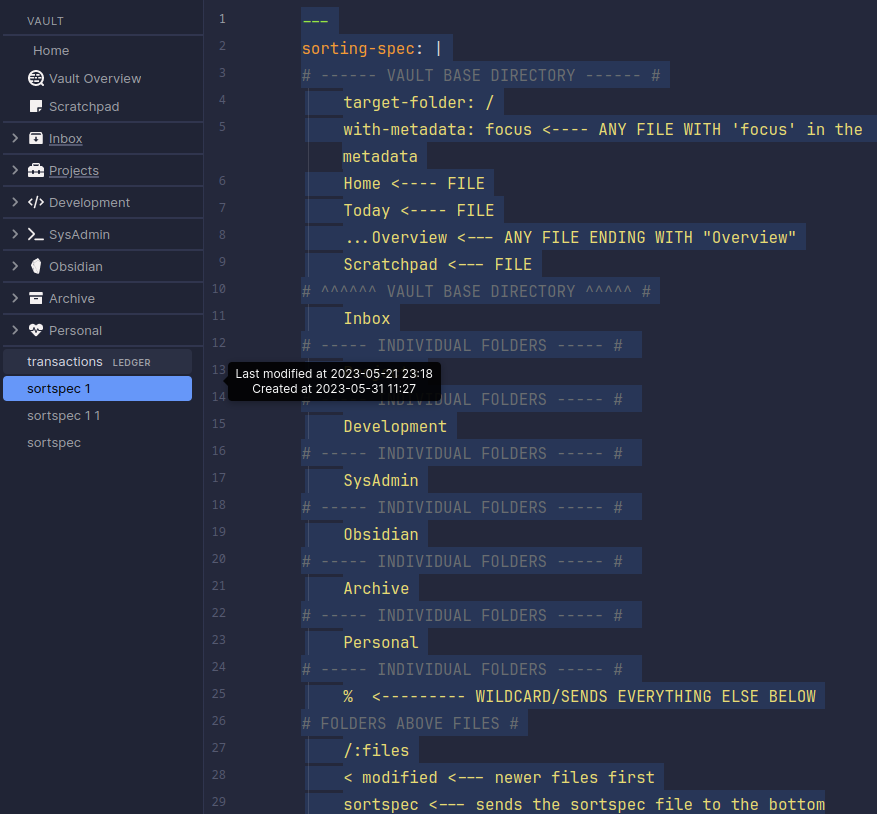 VAULT
Home
Vault Overview
Scratchpad
Inbox
Projects
Development
SysAdmin
Obsidian
Archive
Personal
transactions LEDGER
sortspec 1
sortspec 1 1
sortspec
Last modified at 2023-05-21 23:18
Created at 2023-05-31 11:27
1 ---
2 sorting-spec: |
3 # ------ VAULT BASE DIRECTORY ------ #
4 target-folder: /
5 with-metadata: focus <---- ANY FILE WITH 'focus' in the
metadata
6 Home <---- FILE
7 Today <---- FILE
8 ...Overview <--- ANY FILE ENDING WITH "Overview"
9 Scratchpad <--- FILE
10 # ^^^^^^ VAULT BASE DIRECTORY ^^^^^ #
11 Inbox
12 # ----- INDIVIDUAL FOLDERS ----- #
13
14 # INDIVIDUAL FOLDERS ----- #
15 Development
16 # ----- INDIVIDUAL FOLDERS ----- #
17 SysAdmin
18 # ----- INDIVIDUAL FOLDERS ----- #
19 Obsidian
20 # ----- INDIVIDUAL FOLDERS ----- #
21 Archive
22 # ----- INDIVIDUAL FOLDERS ----- #
23 Personal
24 # ----- INDIVIDUAL FOLDERS ----- #
25 % <--------- WILDCARD/SENDS EVERYTHING ELSE BELOW
26 # FOLDERS ABOVE FILES #
27 /:files
28 < modified <--- newer files first
29 sortspec <--- sends the sortspec file to the bottom